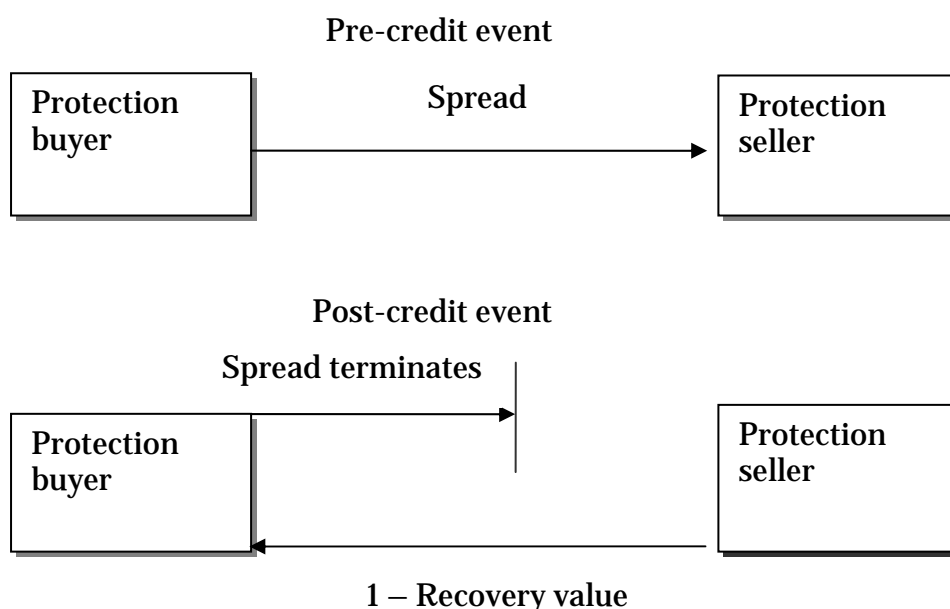 Pre-credit event
Protection
buyer
Spread
Protection
seller
Post-credit event
Spread terminates
Protection
buyer
Protection
seller
1 – Recovery value